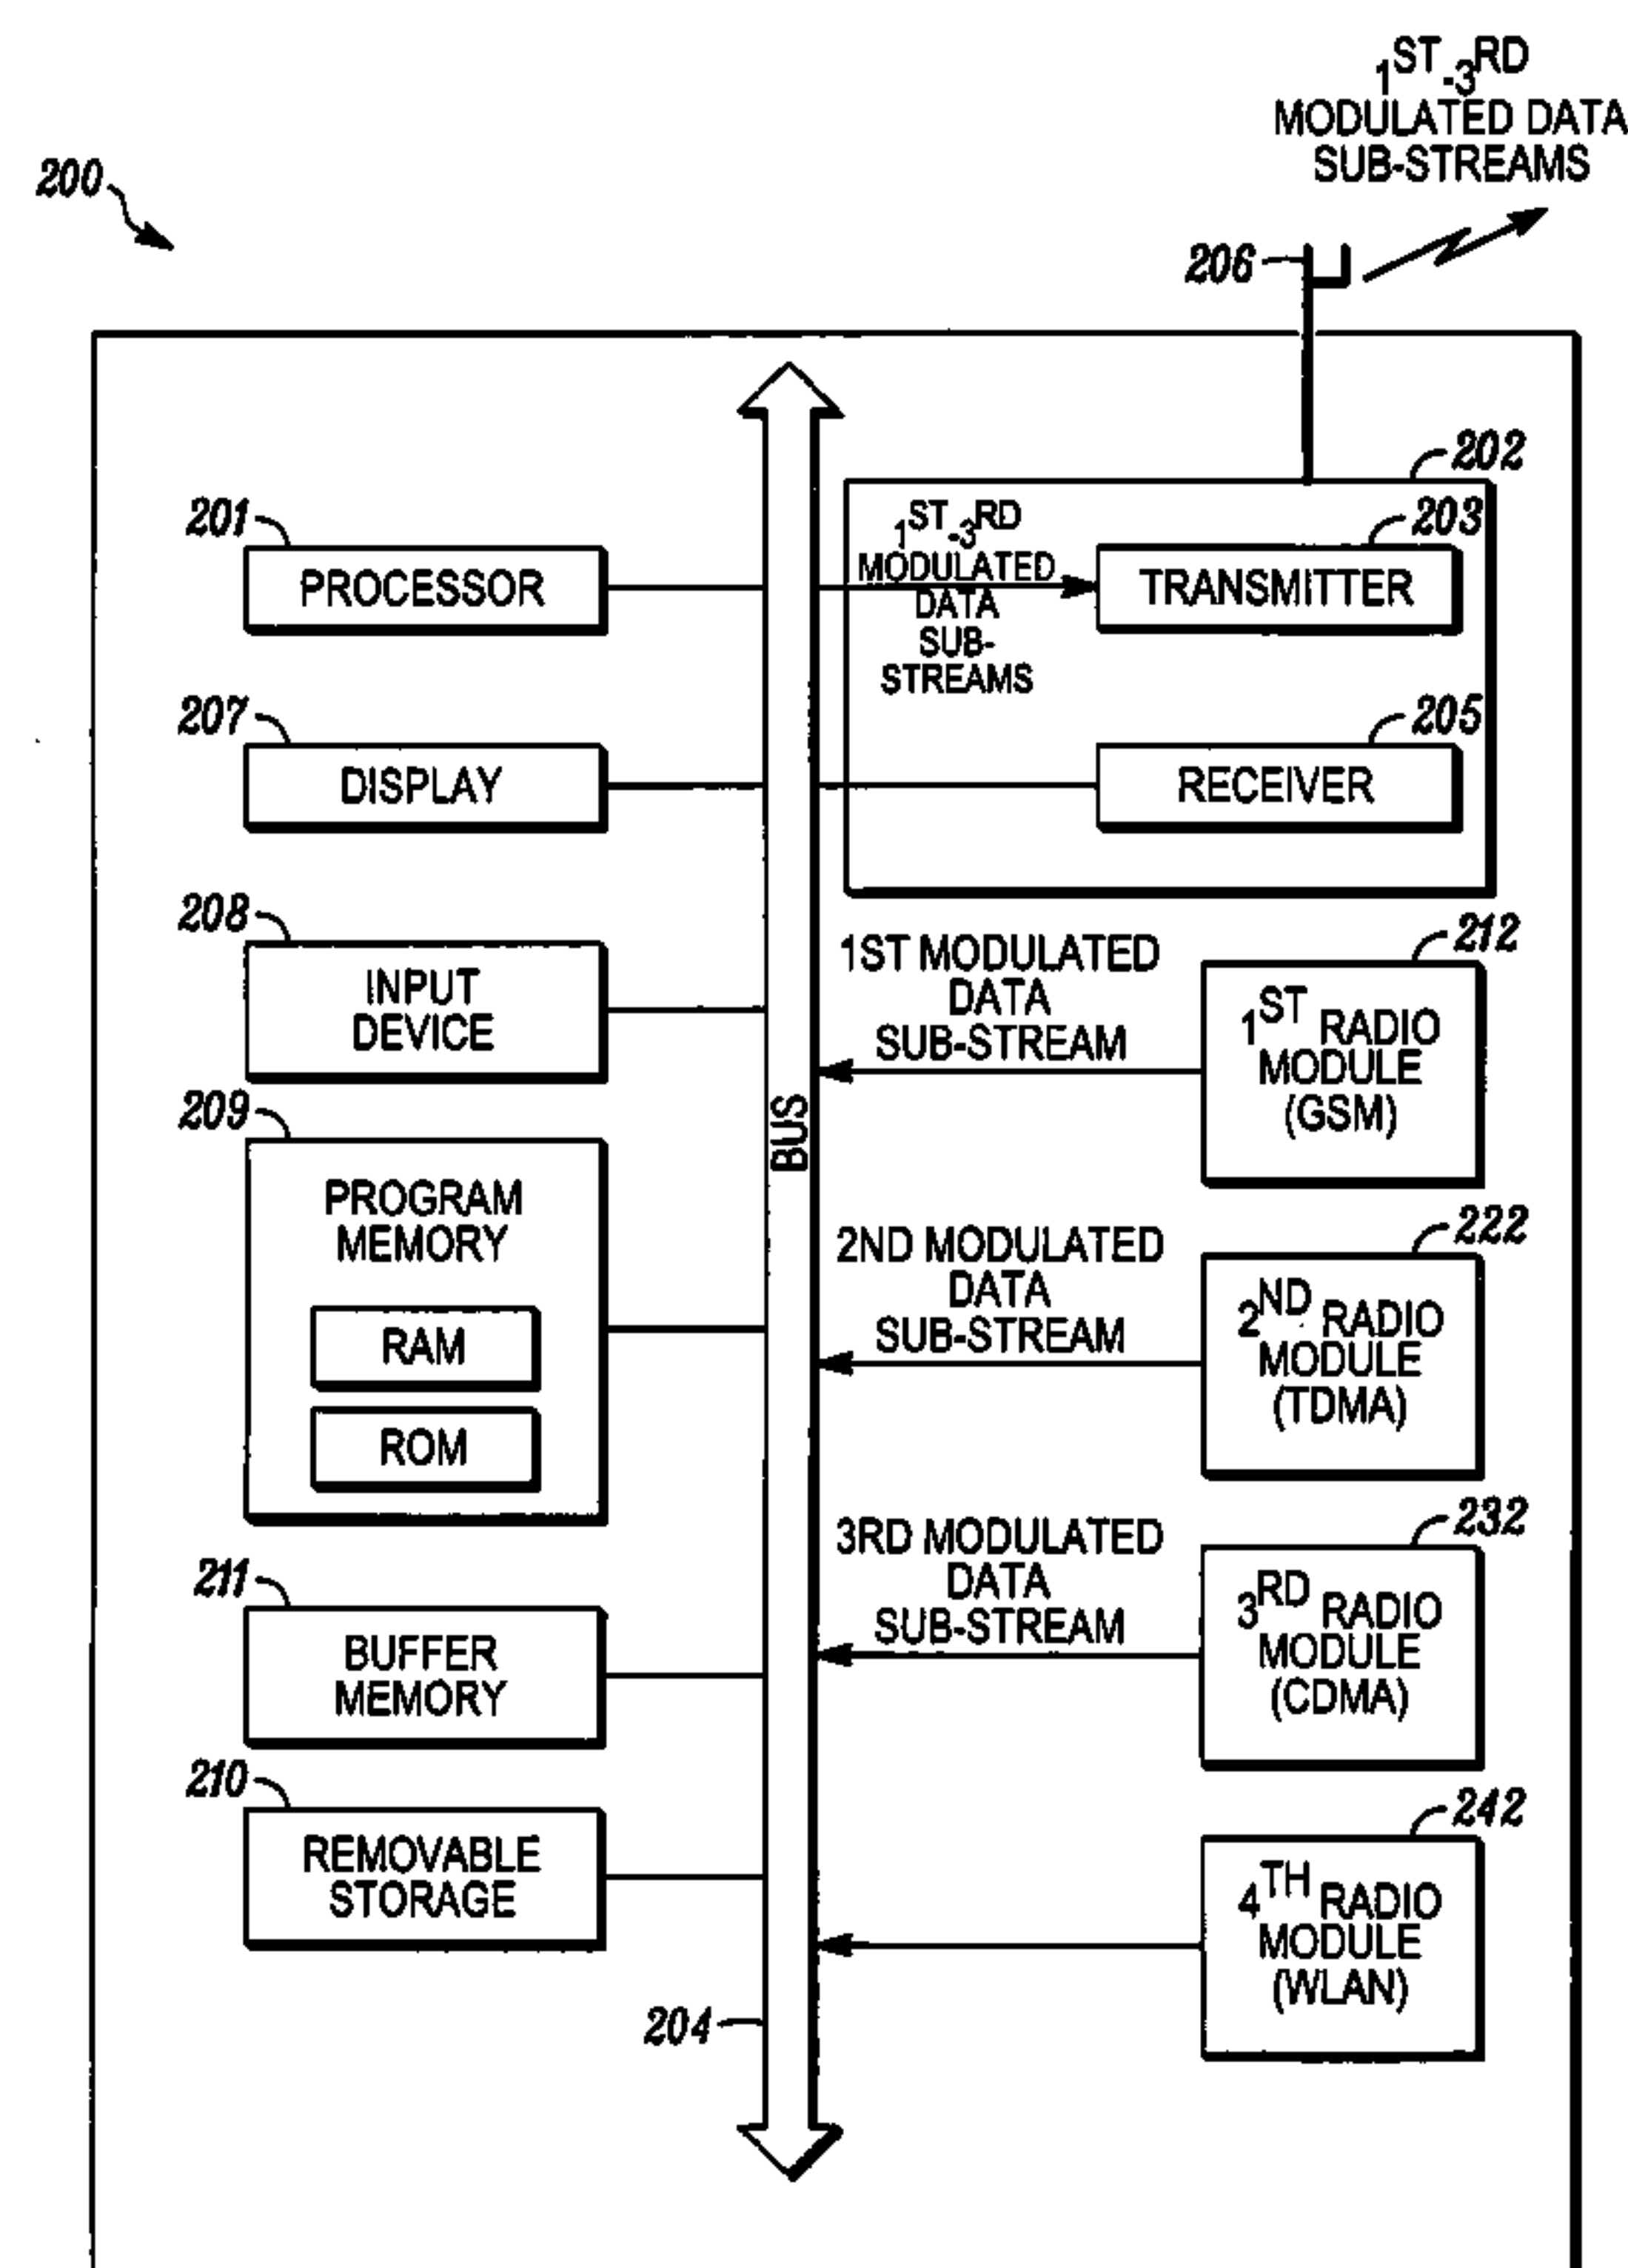 1ST-3RD
MODULATED DATA
SUB-STREAMS
200
206
202
201
PROCESSOR
1ST-3RD
MODULATED
DATA
SUB-
STREAMS
203
TRANSMITTER
207
DISPLAY
205
RECEIVER
208
INPUT
DEVICE
1ST MODULATED
DATA
SUB-STREAM
212
1ST RADIO
MODULE
(GSM)
209
PROGRAM
MEMORY
RAM
ROM
BUS
2ND MODULATED
DATA
SUB-STREAM
222
2ND RADIO
MODULE
(TDMA)
211
BUFFER
MEMORY
3RD MODULATED
DATA
SUB-STREAM
232
3RD RADIO
MODULE
(CDMA)
210
REMOVABLE
STORAGE
242
4TH RADIO
MODULE
(WLAN)
204